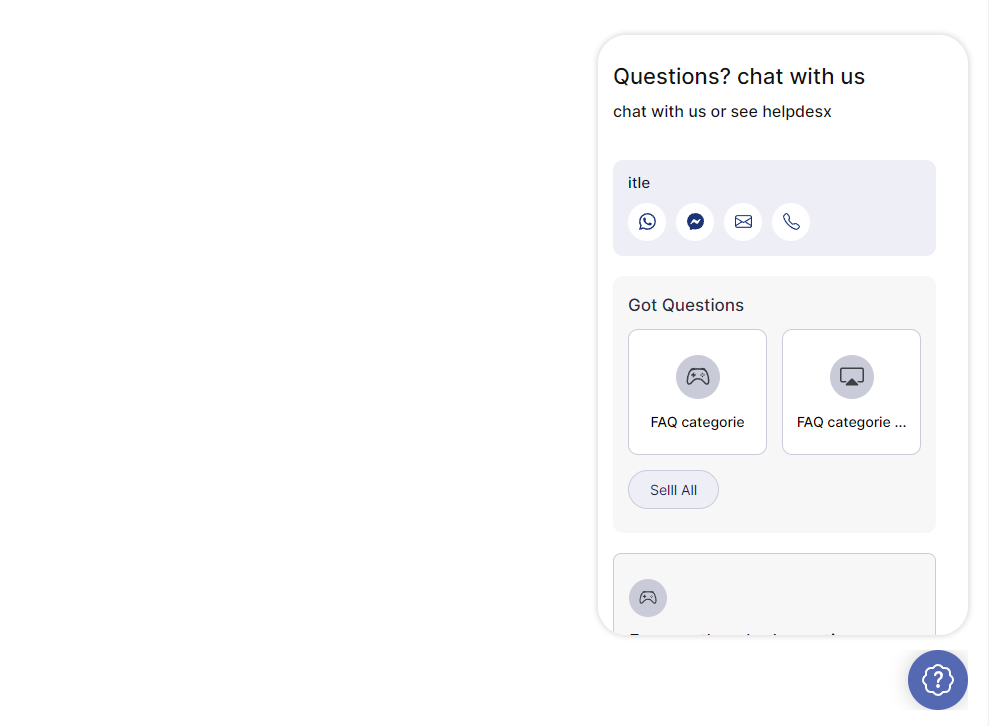 Questions? chat with us
chat with us or see helpdesx
itle
Got Questions
FAQ categorie
FAQ categorie ...
Selll All
?